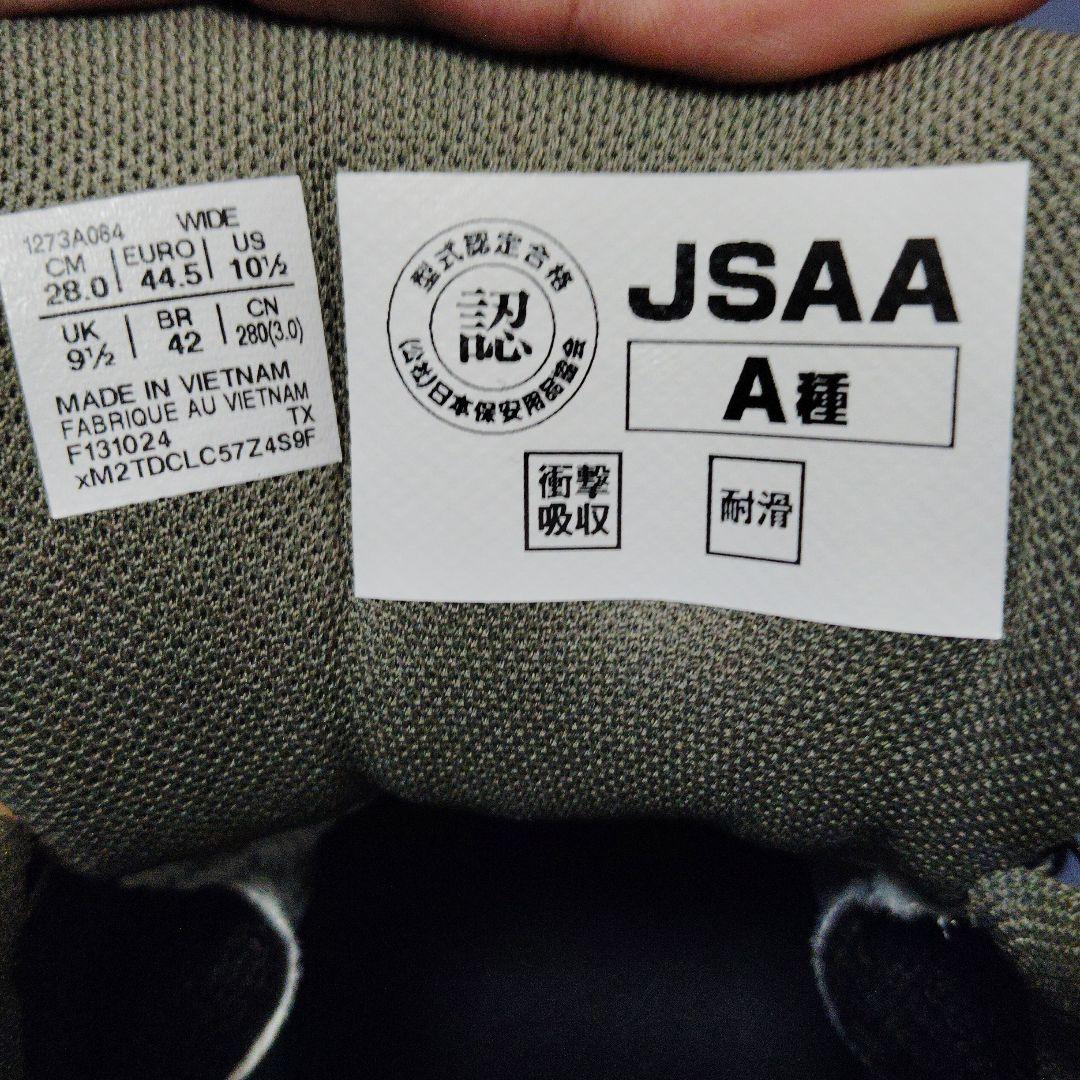 1273A064 WIDE
CM EURO US
28.0 44.5 10½
UK BR CN
9½ 42 280(3.0)
MADE IN VIETNAM
FABRIQUE AU VIETNAM
F131024 TX
xM2TDCLC57Z4S9F
型式認定合格
認
(公社)日本保安用品協会
JSAA
A種
衝撃
吸収
耐滑